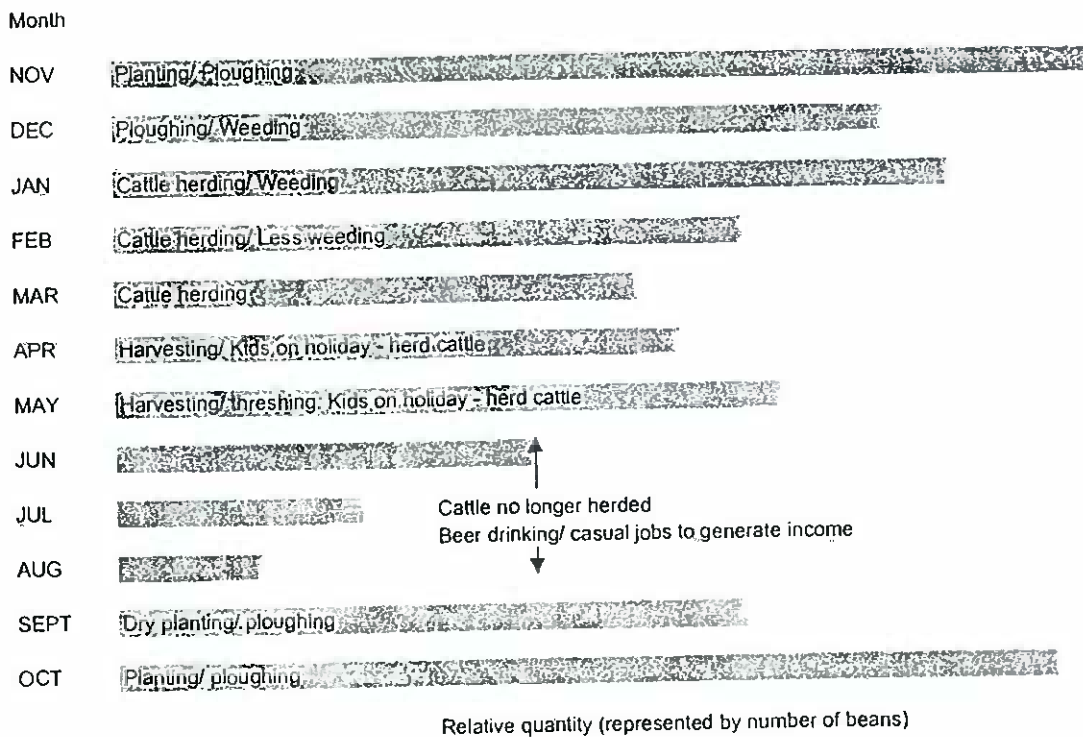 Month
NOV Planting/ Ploughing
DEC Ploughing/ Weeding
JAN Cattle herding/ Weeding
FEB Cattle herding/ Less weeding
MAR Cattle herding
APR Harvesting/ Kids on holiday - herd cattle
MAY Harvesting/ threshing. Kids on holiday - herd cattle
JUN
JUL Cattle no longer herded
Beer drinking/ casual jobs to generate income
AUG
SEPT Dry planting/ ploughing
OCT Planting/ ploughing
Relative quantity (represented by number of beans)